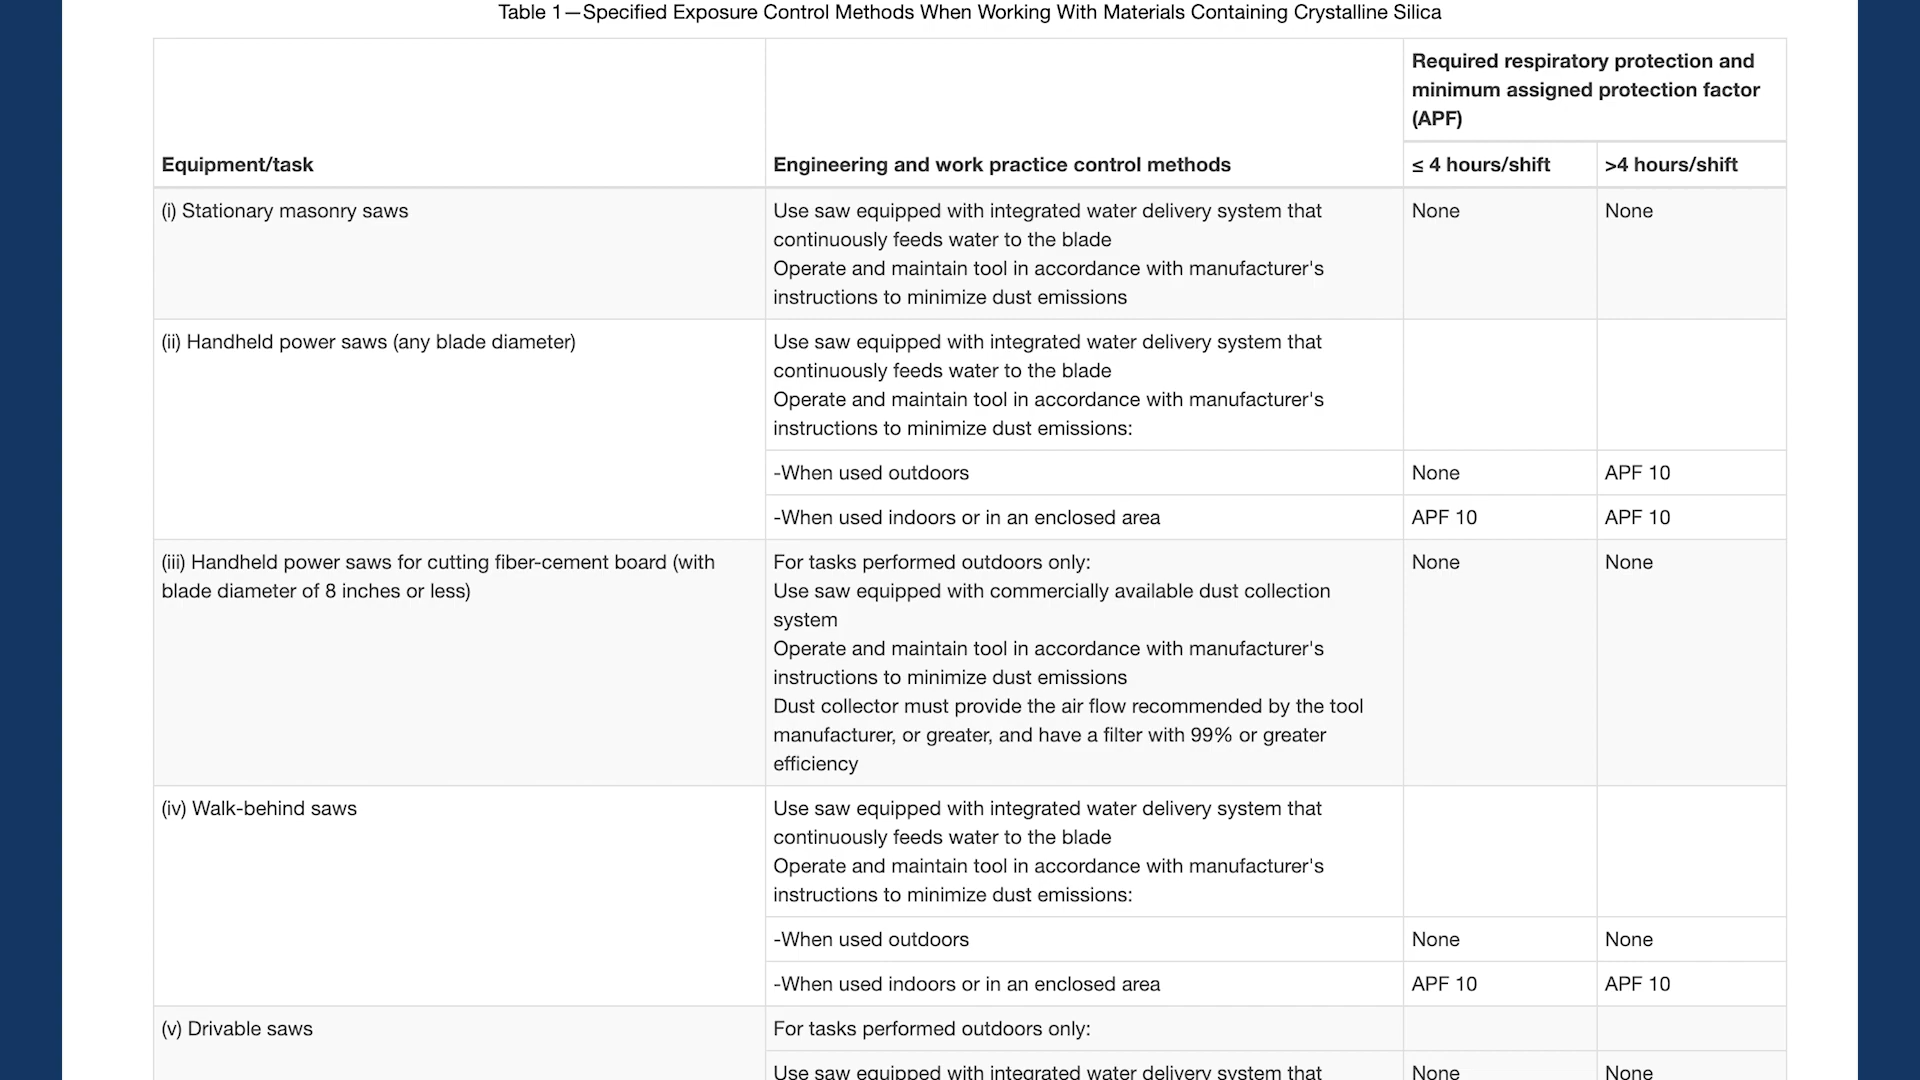 Table 1—Specified Exposure Control Methods When Working With Materials Containing Crystalline Silica
Required respiratory protection and
minimum assigned protection factor
(APF)
Equipment/task
Engineering and work practice control methods
≤ 4 hours/shift
>4 hours/shift
(i) Stationary masonry saws
Use saw equipped with integrated water delivery system that
continuously feeds water to the blade
Operate and maintain tool in accordance with manufacturer's
instructions to minimize dust emissions
None
None
(ii) Handheld power saws (any blade diameter)
Use saw equipped with integrated water delivery system that
continuously feeds water to the blade
Operate and maintain tool in accordance with manufacturer's
instructions to minimize dust emissions:
-When used outdoors
None
APF 10
-When used indoors or in an enclosed area
APF 10
APF 10
(iii) Handheld power saws for cutting fiber-cement board (with
blade diameter of 8 inches or less)
For tasks performed outdoors only:
Use saw equipped with commercially available dust collection
system
Operate and maintain tool in accordance with manufacturer's
instructions to minimize dust emissions
Dust collector must provide the air flow recommended by the tool
manufacturer, or greater, and have a filter with 99% or greater
efficiency
None
None
(iv) Walk-behind saws
Use saw equipped with integrated water delivery system that
continuously feeds water to the blade
Operate and maintain tool in accordance with manufacturer's
instructions to minimize dust emissions:
-When used outdoors
None
None
-When used indoors or in an enclosed area
APF 10
APF 10
(v) Drivable saws
For tasks performed outdoors only:
Use saw equipped with integrated water delivery system that
None
None